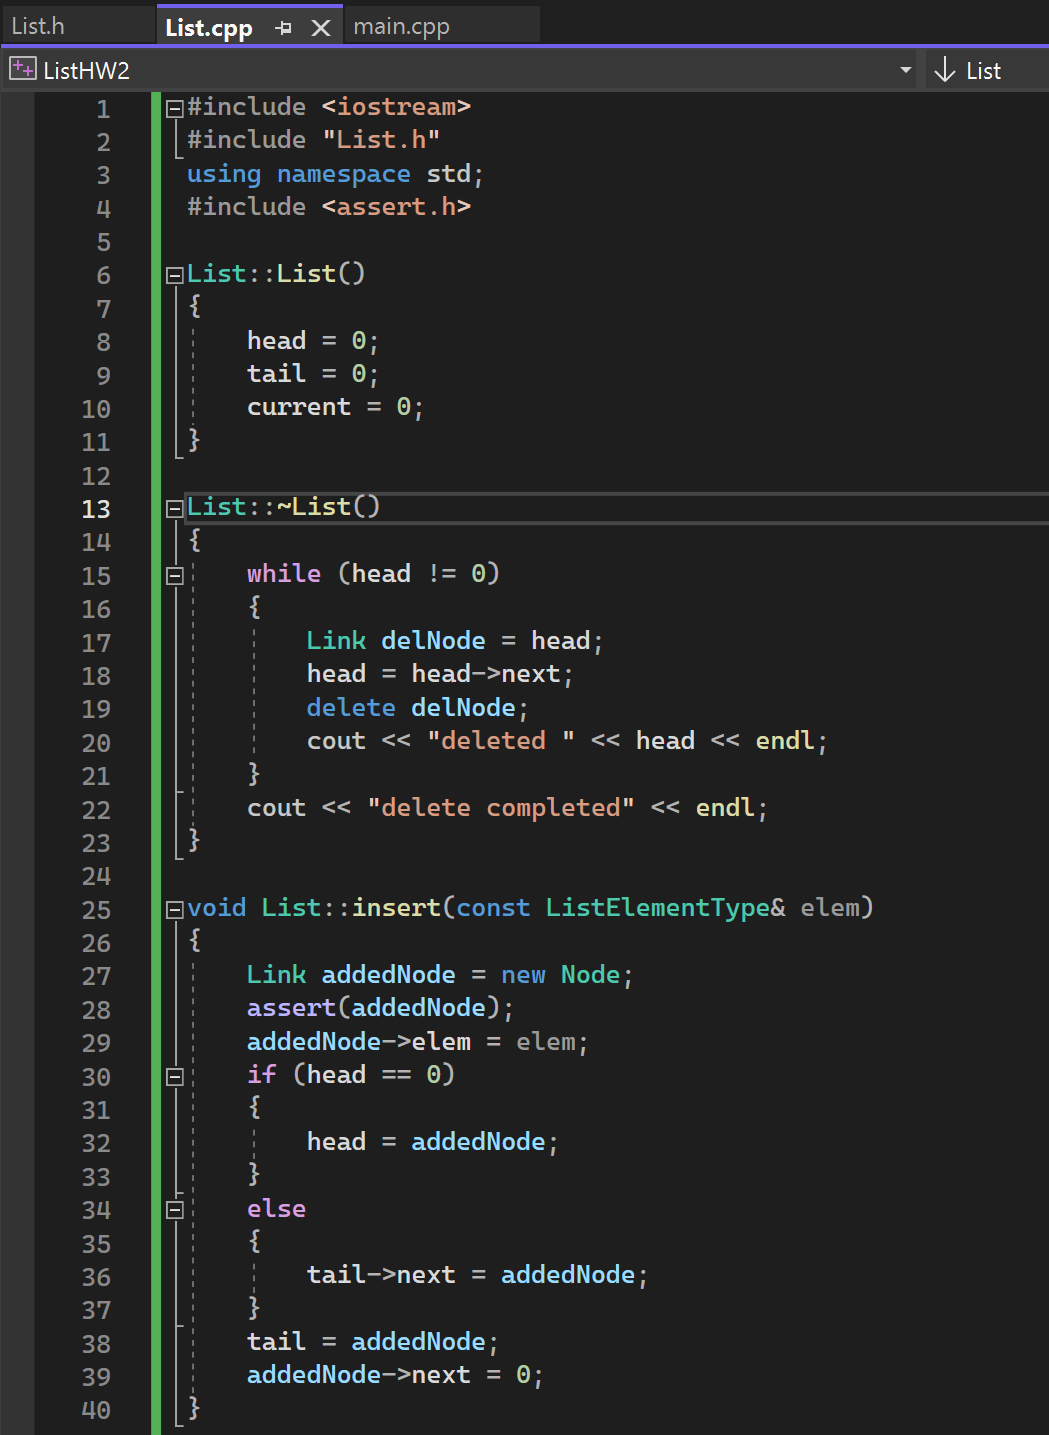 List.h List.cpp main.cpp
ListHW2 List
1 #include <iostream>
2 #include "List.h"
3 using namespace std;
4 #include <assert.h>
5
6 List::List()
7 {
8     head = 0;
9     tail = 0;
10     current = 0;
11 }
12
13 List::~List()
14 {
15     while (head != 0)
16     {
17         Link delNode = head;
18         head = head->next;
19         delete delNode;
20         cout << "deleted " << head << endl;
21     }
22     cout << "delete completed" << endl;
23 }
24
25 void List::insert(const ListElementType& elem)
26 {
27     Link addedNode = new Node;
28     assert(addedNode);
29     addedNode->elem = elem;
30     if (head == 0)
31     {
32         head = addedNode;
33     }
34     else
35     {
36         tail->next = addedNode;
37     }
38     tail = addedNode;
39     addedNode->next = 0;
40 }